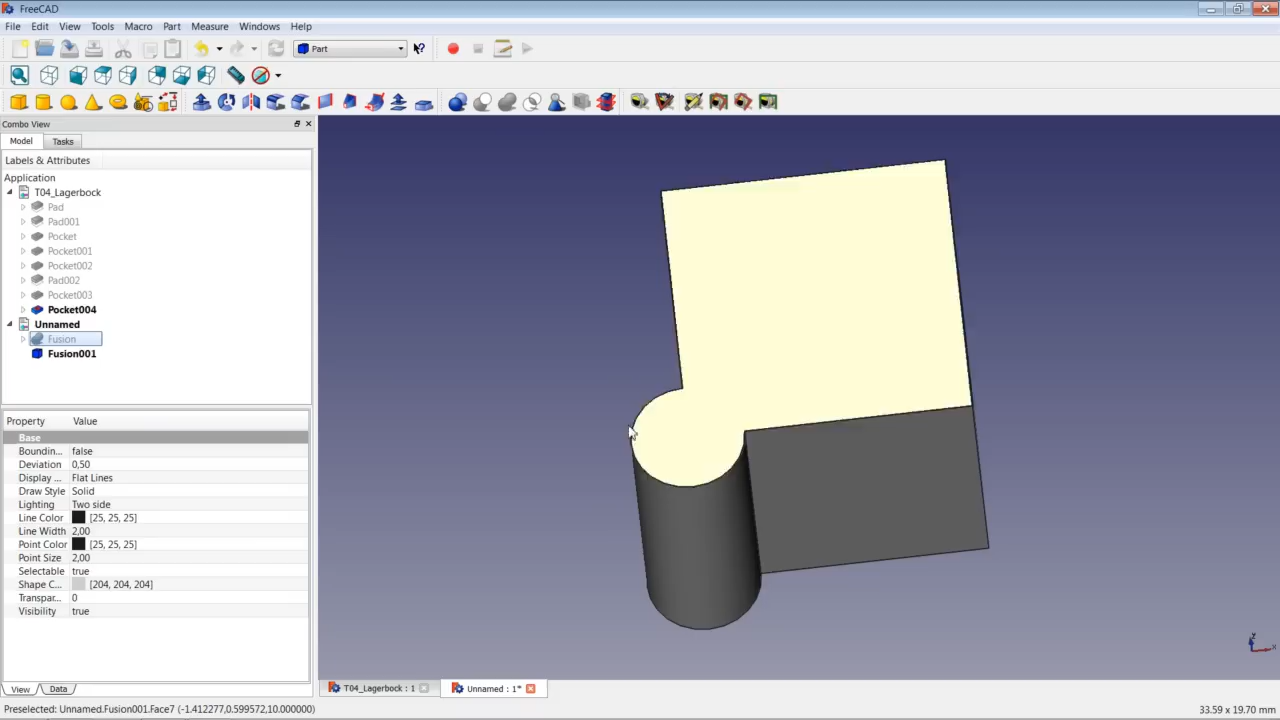 FreeCAD
File Edit View Tools Macro Part Measure Windows Help
Part
Combo View
Model Tasks
Labels & Attributes
Application
T04_Lagerbock
Pad
Pad001
Pocket
Pocket001
Pocket002
Pad002
Pocket003
Pocket004
Unnamed
Fusion
Fusion001
Property Value
Base
Boundin... false
Deviation 0,50
Display ... Flat Lines
Draw Style Solid
Lighting Two side
Line Color [25, 25, 25]
Line Width 2,00
Point Color [25, 25, 25]
Point Size 2,00
Selectable true
Shape C... [204, 204, 204]
Transpar... 0
Visibility true
View Data
T04_Lagerbock : 1 Unnamed : 1*
Preselected: Unnamed.Fusion001.Face7 (-1.412277,0.599572,10.000000) 33.59 x 19.70 mm